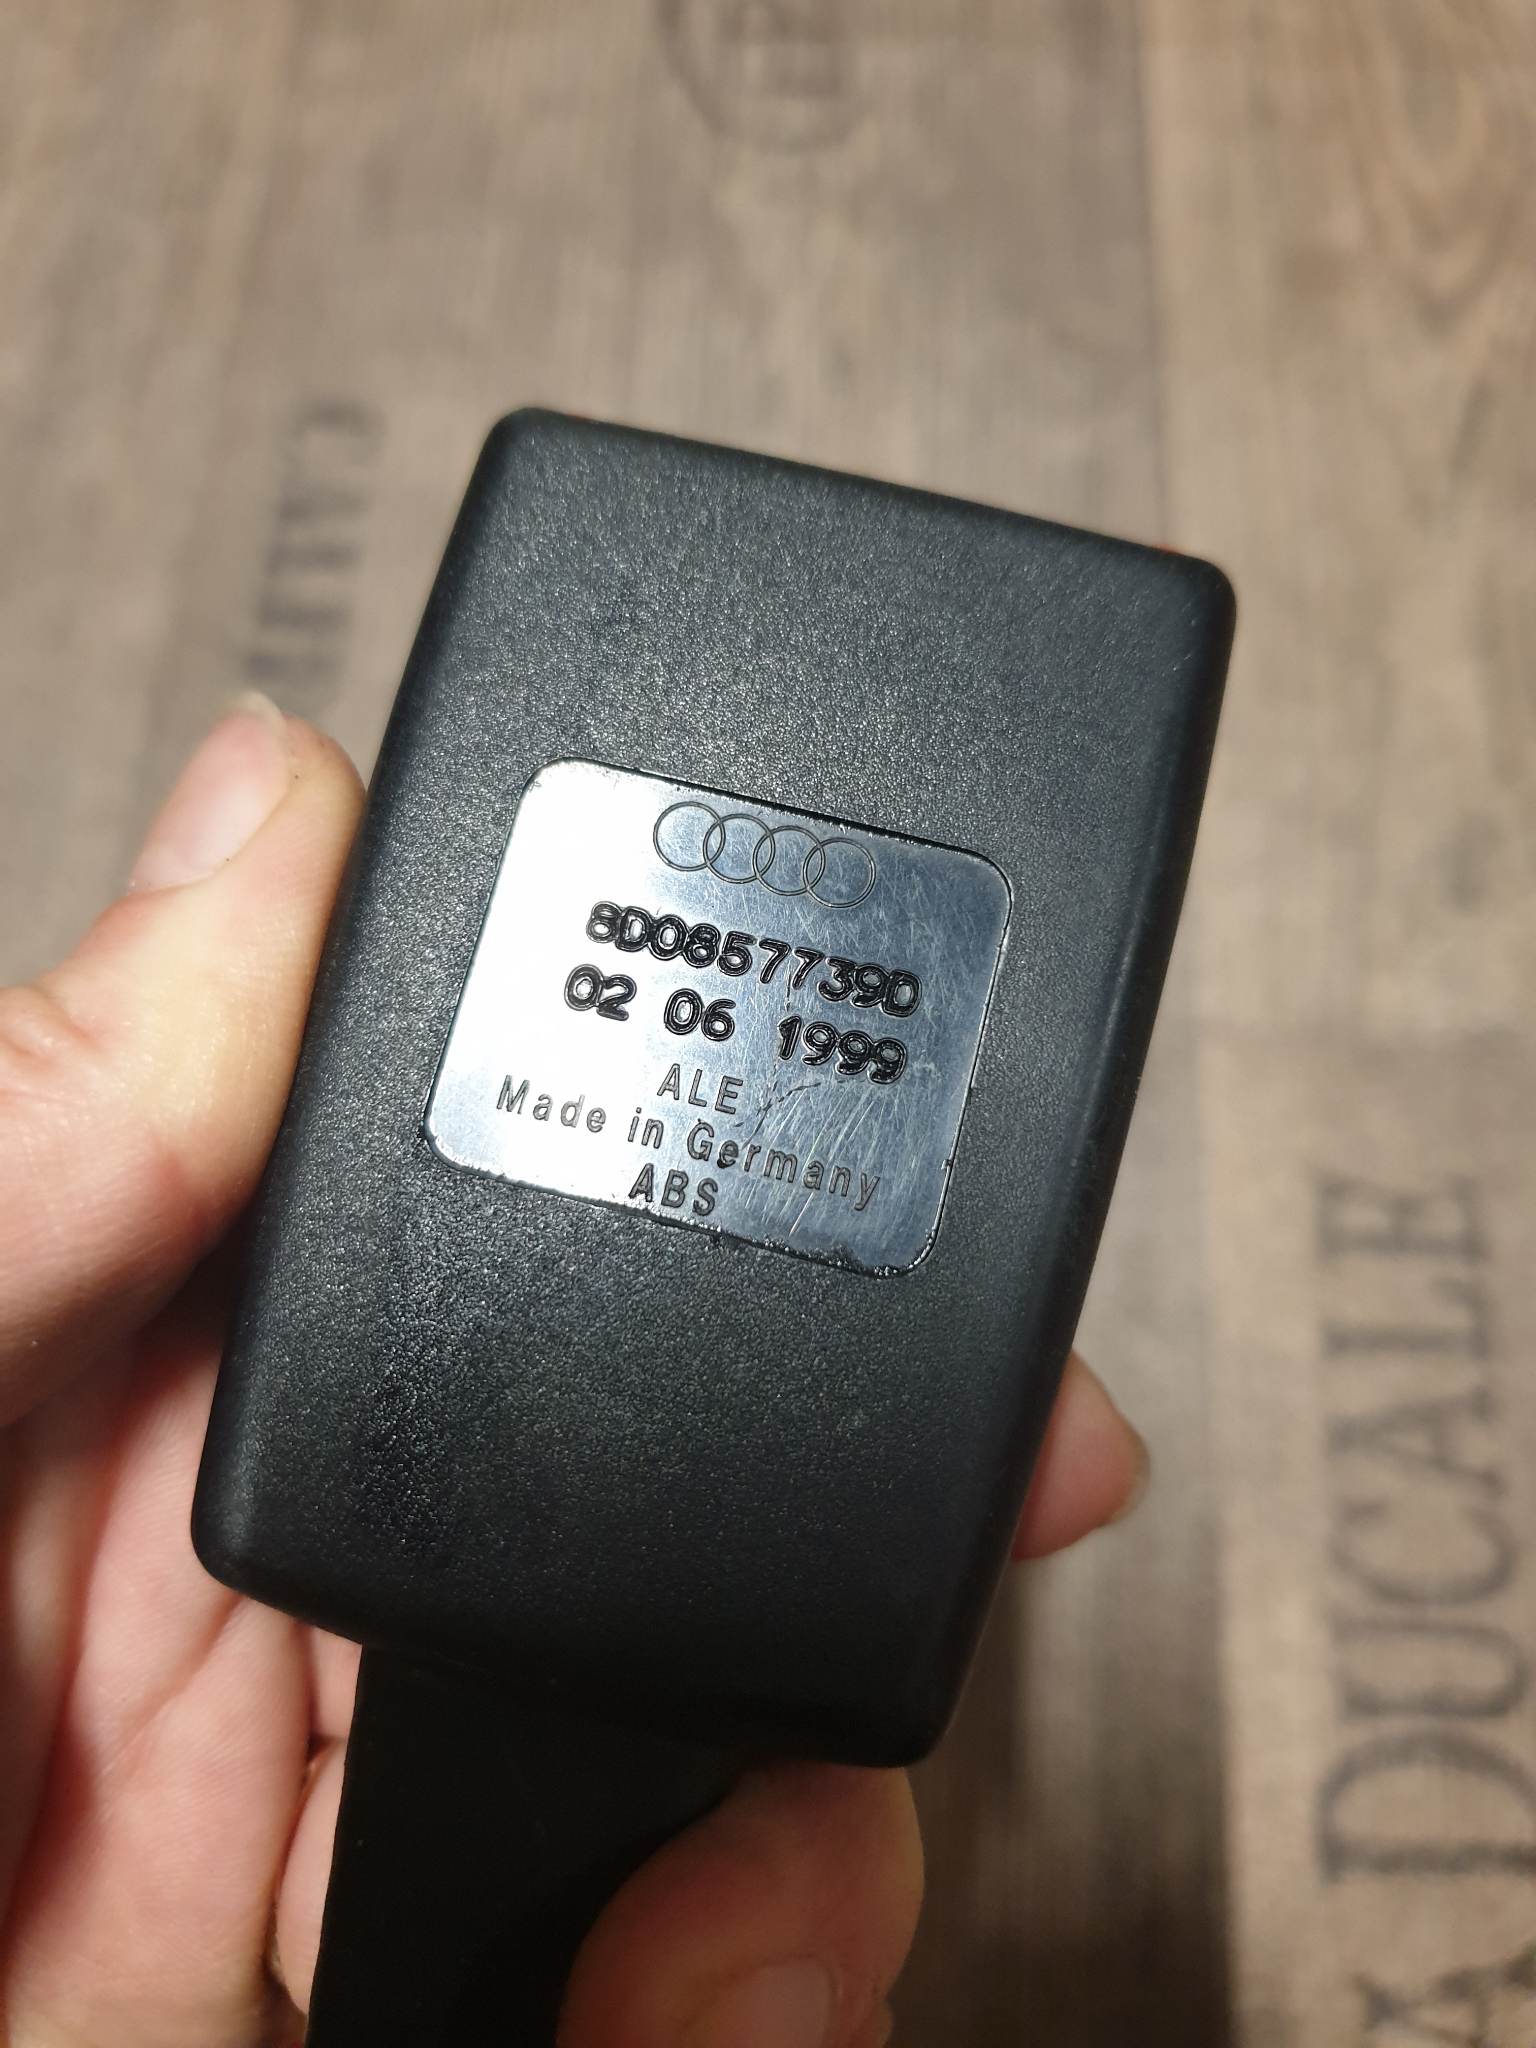 8D0857739D
02 06 1999
ALE
Made in Germany
ABS
DUCALE